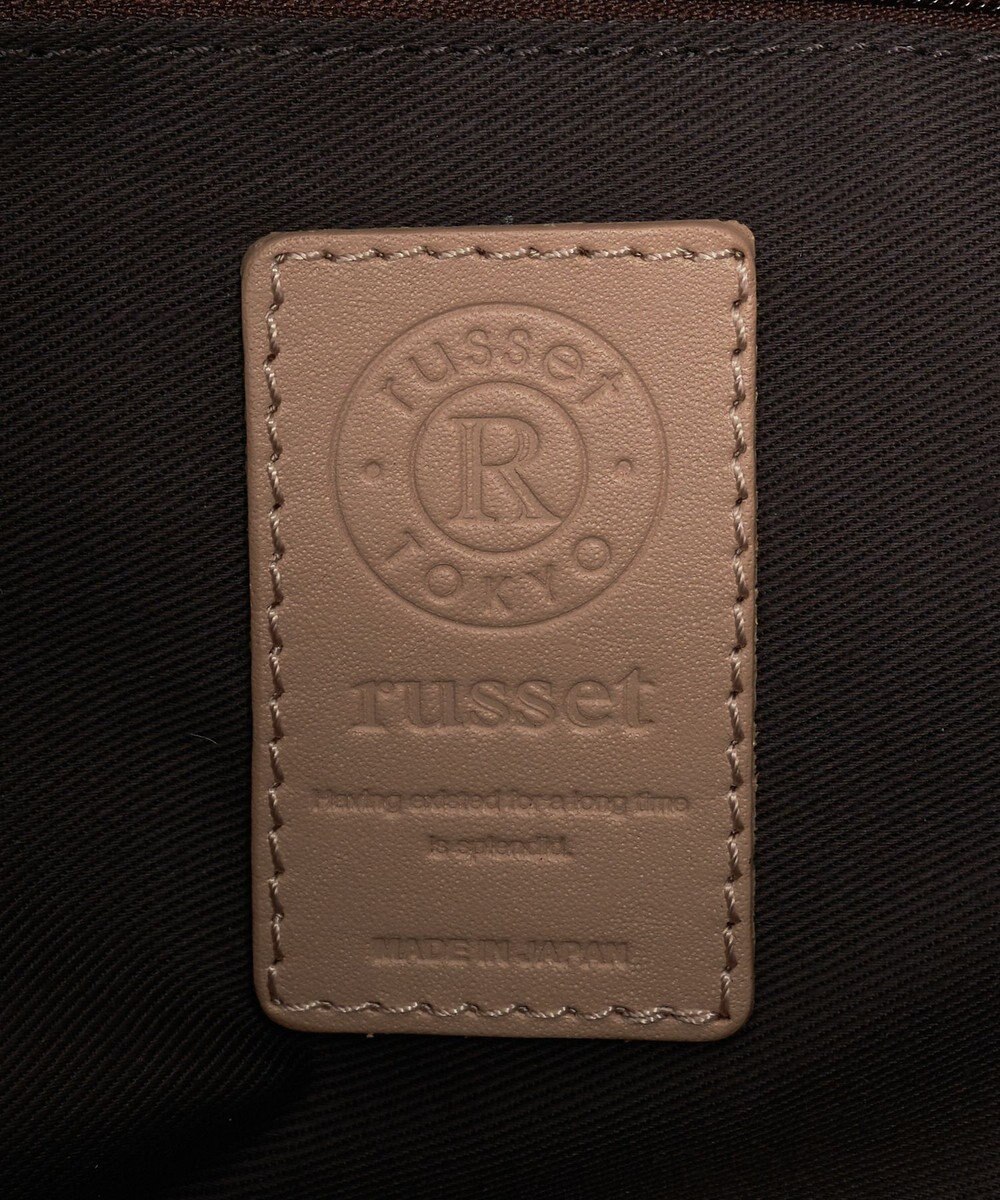 russet
R
TOKYO
russet
Having existed for a long time
is splendid.
MADE IN JAPAN